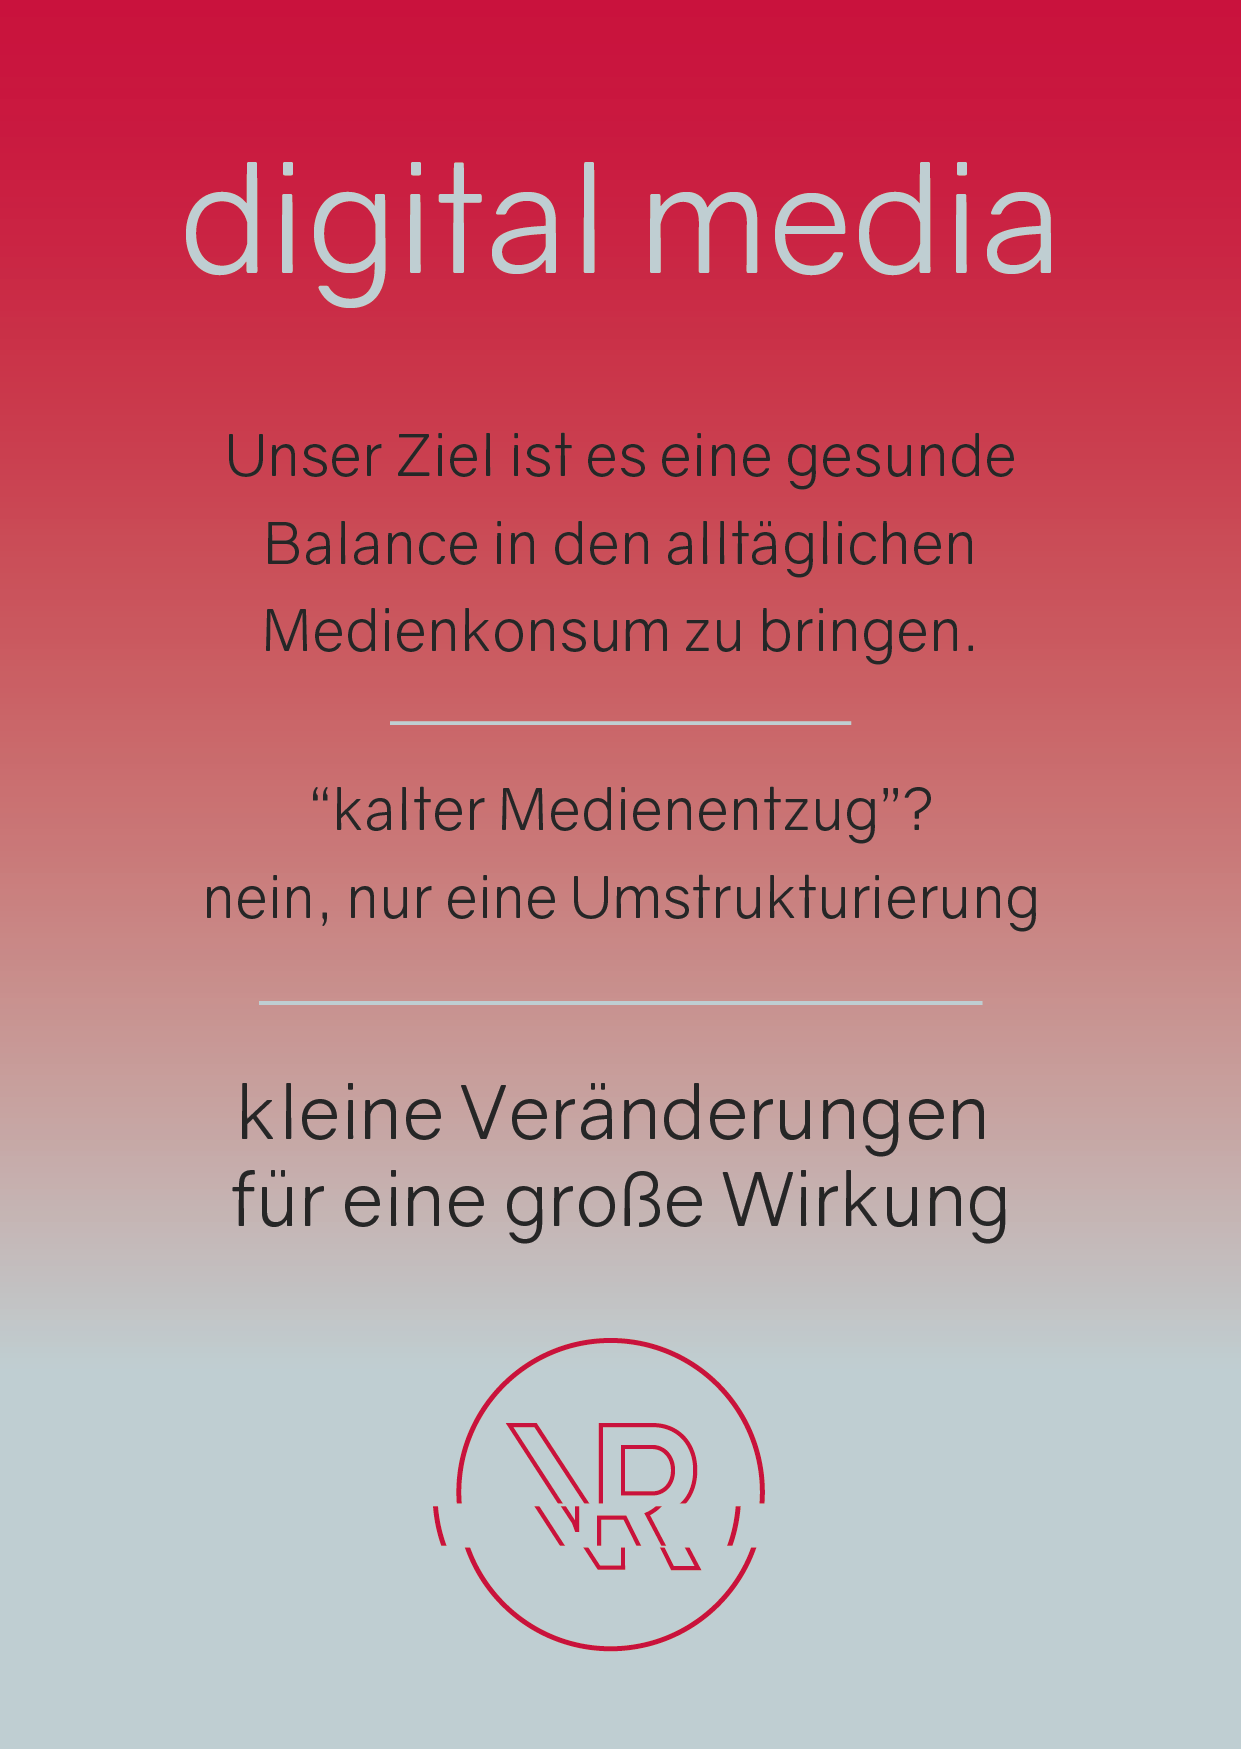 digital media
Unser Ziel ist es eine gesunde
Balance in den alltäglichen
Medienkonsum zu bringen.
“kalter Medienentzug”?
nein, nur eine Umstrukturierung
kleine Veränderungen
für eine große Wirkung
VR